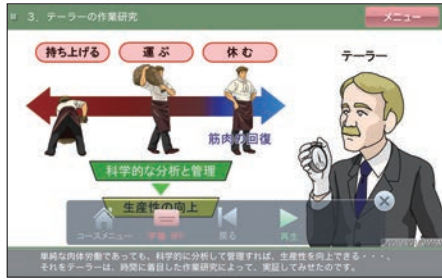 3. テーラーの作業研究
メニュー
持ち上げる
運ぶ
休む
テーラー
筋肉の回復
科学的な分析と管理
生産性の向上
コースメニュー
戻る
再生
単純な肉体労働であっても、科学的に分析して管理すれば、生産性を向上できる・・・、
それをテーラーは、時間に着目した作業研究によって、実証してみせたのです。